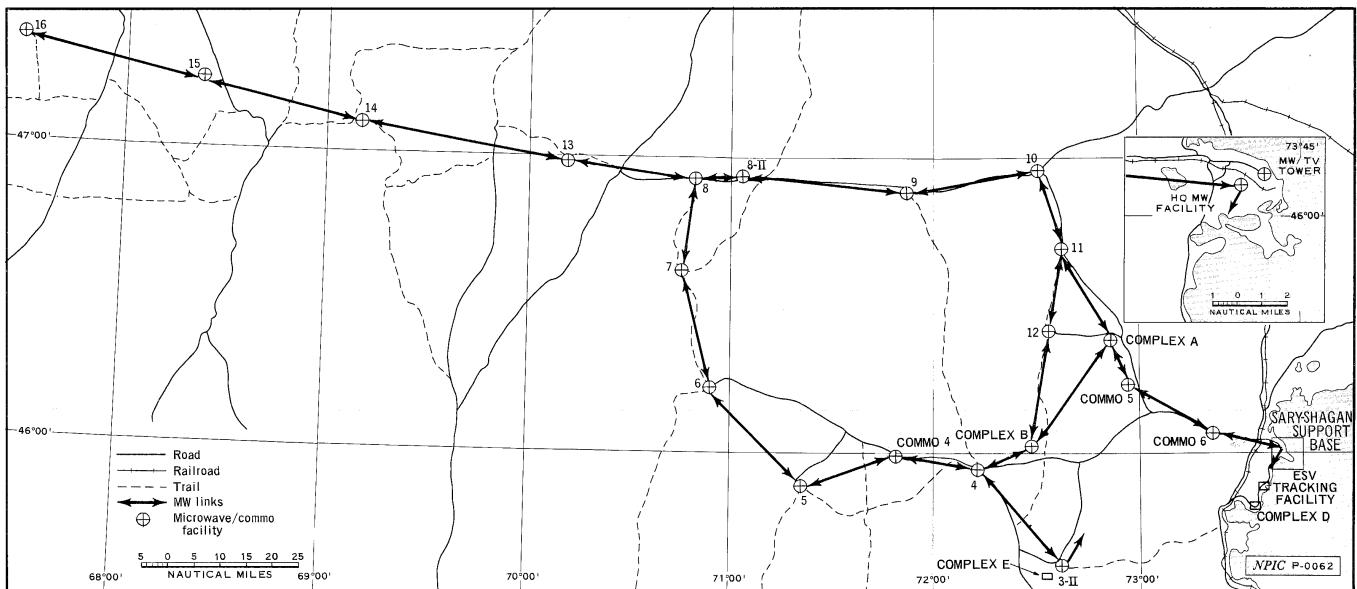 16
15
14
47°00'
13
8
8-II
9
10
73°45'
MW/TV
TOWER
HQ MW
FACILITY
46°00'
1 0 1 2
NAUTICAL MILES
11
7
12
COMPLEX A
6
COMMO 5
46°00'
COMMO 4
COMPLEX B
COMMO 6
SARY-SHAGAN
SUPPORT
BASE
5
4
ESV
TRACKING
FACILITY
COMPLEX D
Road
Railroad
Trail
MW links
Microwave/commo
facility
5 0 5 10 15 20 25
NAUTICAL MILES
COMPLEX E
3-II
NPIC P-0062
68°00'
69°00'
70°00'
71°00'
72°00'
73°00'